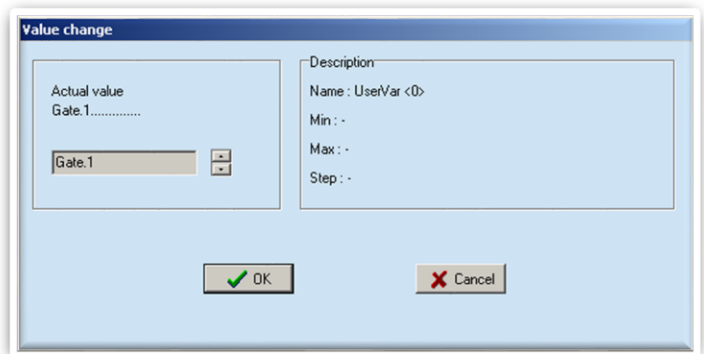 Value change
Actual value
Gate.1..............
Gate.1
Description
Name : UserVar <0>
Min : -
Max : -
Step : -
OK
Cancel